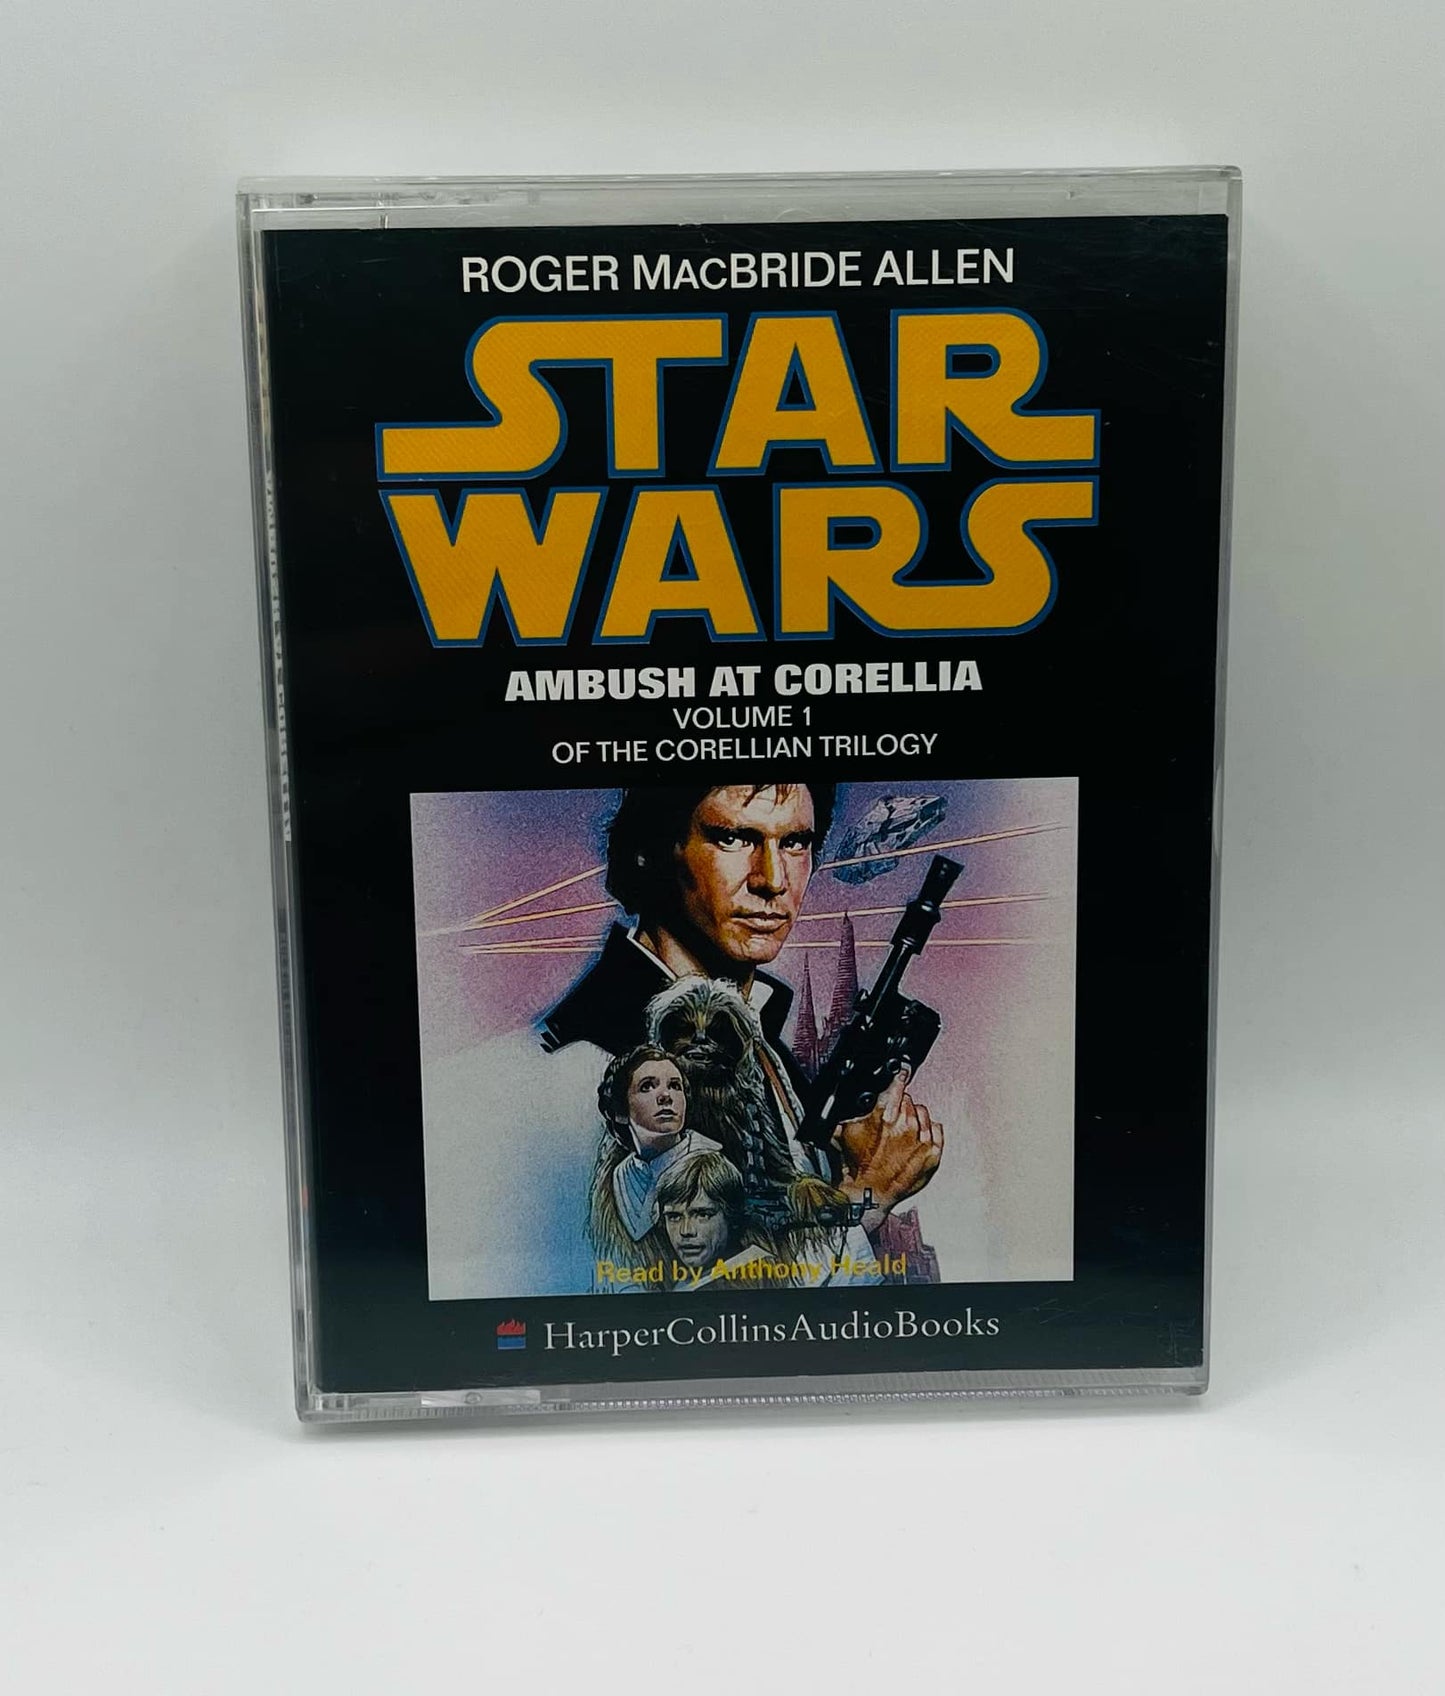 ROGER MACBRIDE ALLEN
STAR
WARS
AMBUSH AT CORELLIA
VOLUME 1
OF THE CORELLIAN TRILOGY
Read by Anthony Heald
HarperCollinsAudioBooks